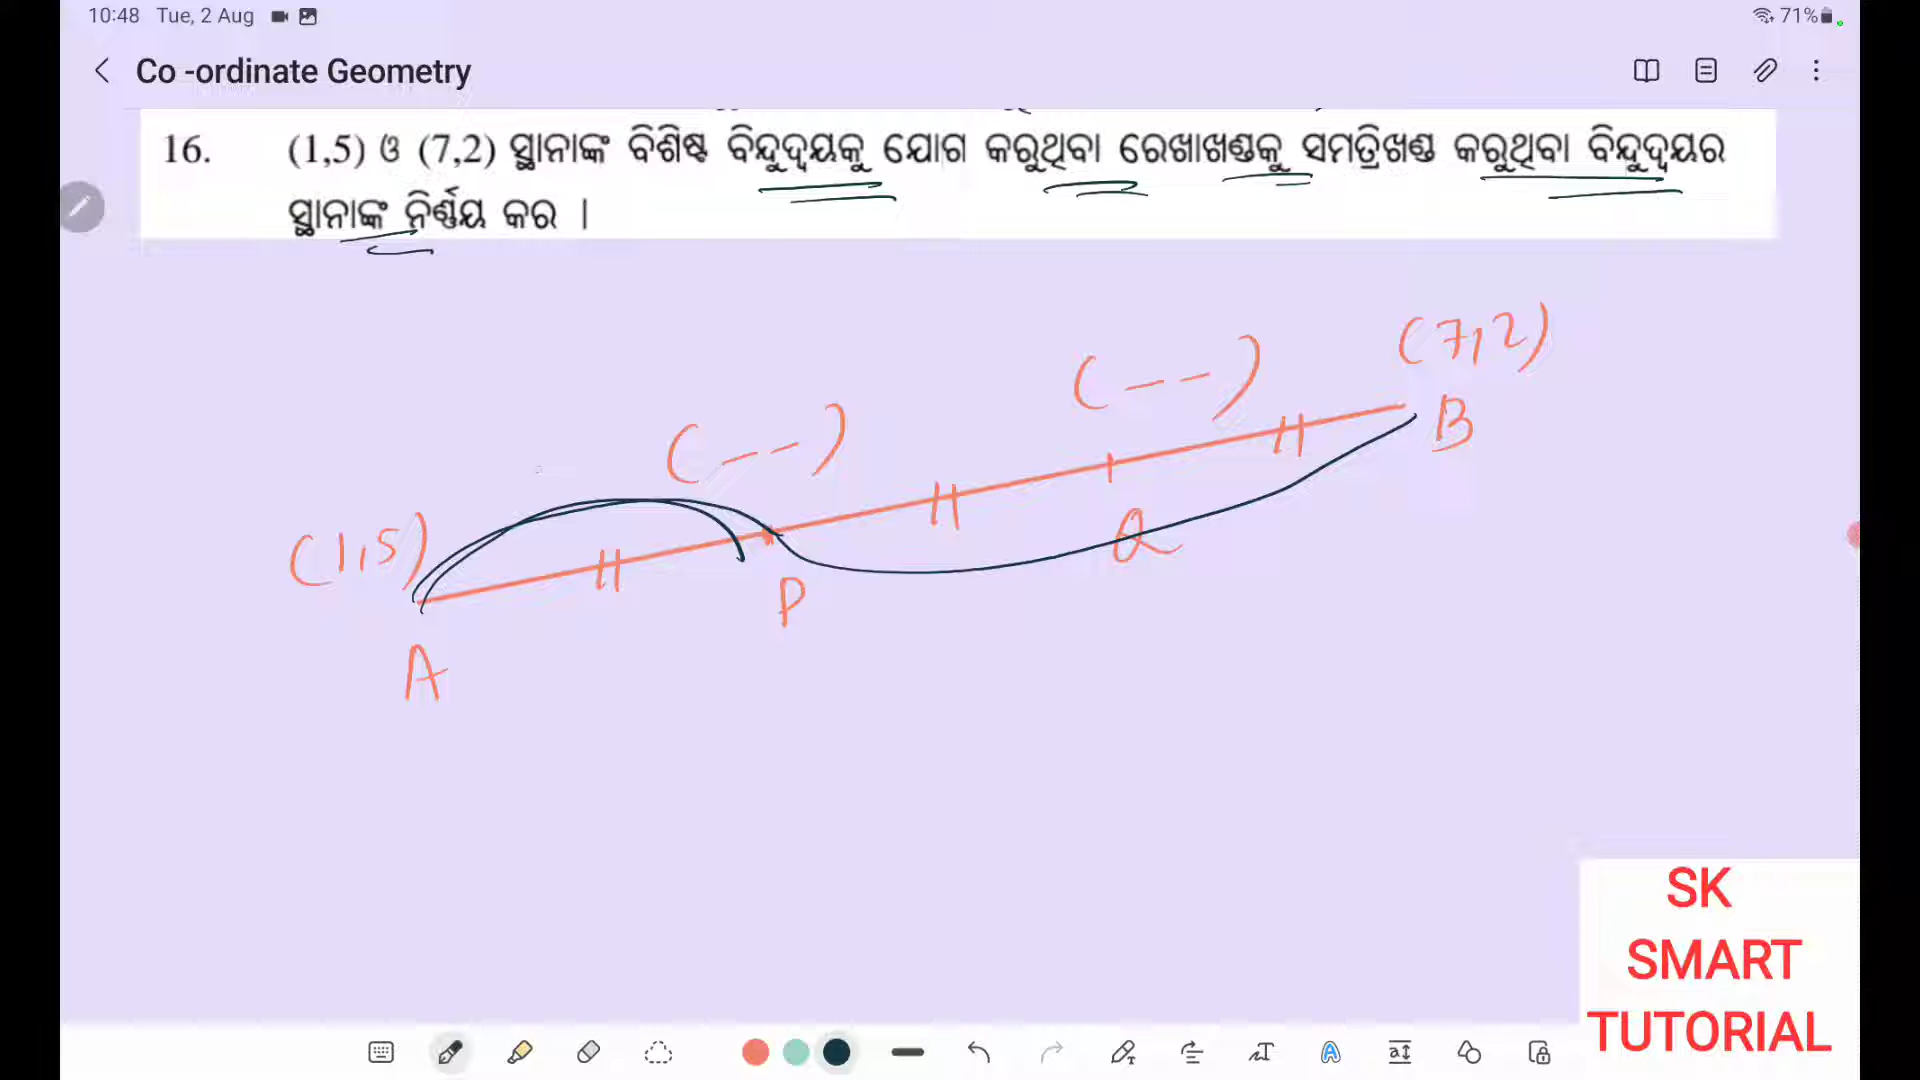 10:48 Tue, 2 Aug 71%
Co -ordinate Geometry
16. (1,5) ଓ (7,2) ସ୍ଥାନାଙ୍କ ବିଶିଷ୍ଟ ବିନ୍ଦୁଦ୍ୱୟକୁ ଯୋଗ କରୁଥିବା ରେଖାଖଣ୍ଡକୁ ସମତ୍ରିଖଣ୍ଡ କରୁଥିବା ବିନ୍ଦୁଦ୍ୱୟର
ସ୍ଥାନାଙ୍କ ନିର୍ଣ୍ଣୟ କର ।
(7,2)
(--)
B
(--)
Q
(1,5)
P
A
SK
SMART
TUTORIAL